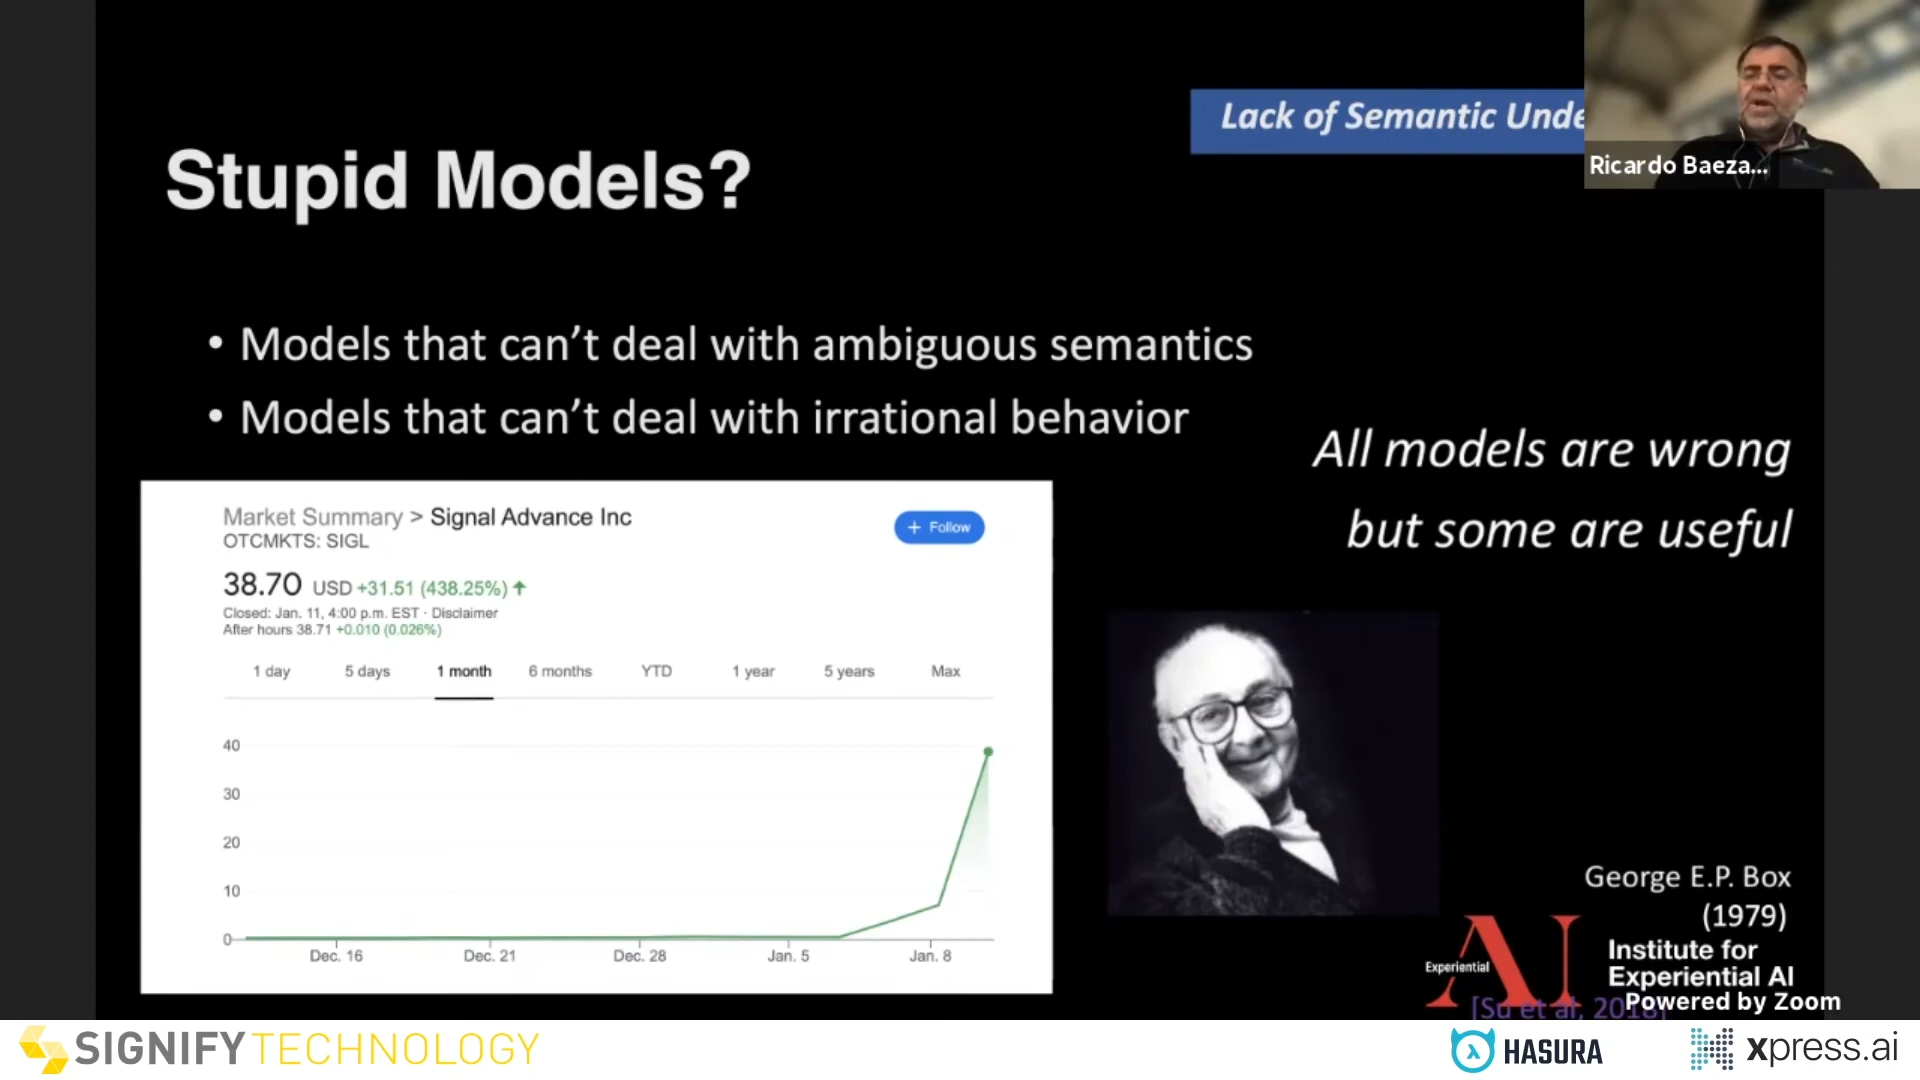 Lack of Semantic Unde
Ricardo Baeza...
Stupid Models?
• Models that can’t deal with ambiguous semantics
• Models that can’t deal with irrational behavior
All models are wrong
but some are useful
Market Summary > Signal Advance Inc
OTCMKTS: SIGL
+ Follow
38.70 USD +31.51 (438.25%) ↑
Closed: Jan. 11, 4:00 p.m. EST · Disclaimer
After hours 38.71 +0.010 (0.026%)
1 day 5 days 1 month 6 months YTD 1 year 5 years Max
40
30
20
10
0
Dec. 16 Dec. 21 Dec. 28 Jan. 5 Jan. 8
George E.P. Box
(1979)
Experiential AI
Institute for
Experiential AI
[Su et al, 2018]
Powered by Zoom
SIGNIFY TECHNOLOGY
HASURA
xpress.ai